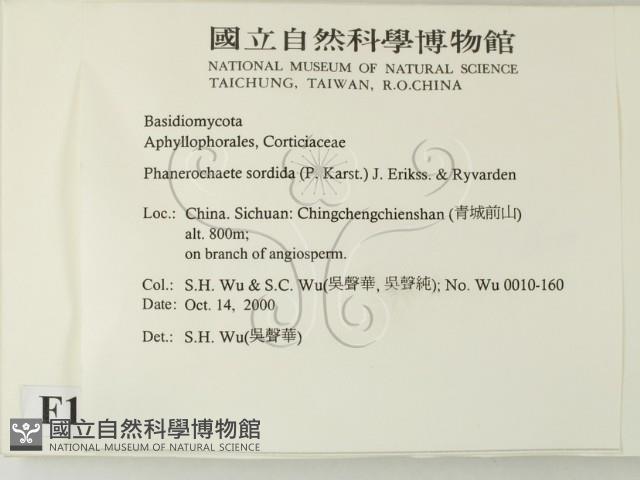 國立自然科學博物館
NATIONAL MUSEUM OF NATURAL SCIENCE
TAICHUNG, TAIWAN, R.O.CHINA
Basidiomycota
Aphyllophorales, Corticiaceae
Phanerochaete sordida (P. Karst.) J. Erikss. & Ryvarden
Loc.: China. Sichuan: Chingchengchienshan (青城前山)
alt. 800m;
on branch of angiosperm.
Col.: S.H. Wu & S.C. Wu(吳聲華, 吳聲純); No. Wu 0010-160
Date: Oct. 14, 2000
Det.: S.H. Wu(吳聲華)
國立自然科學博物館
NATIONAL MUSEUM OF NATURAL SCIENCE